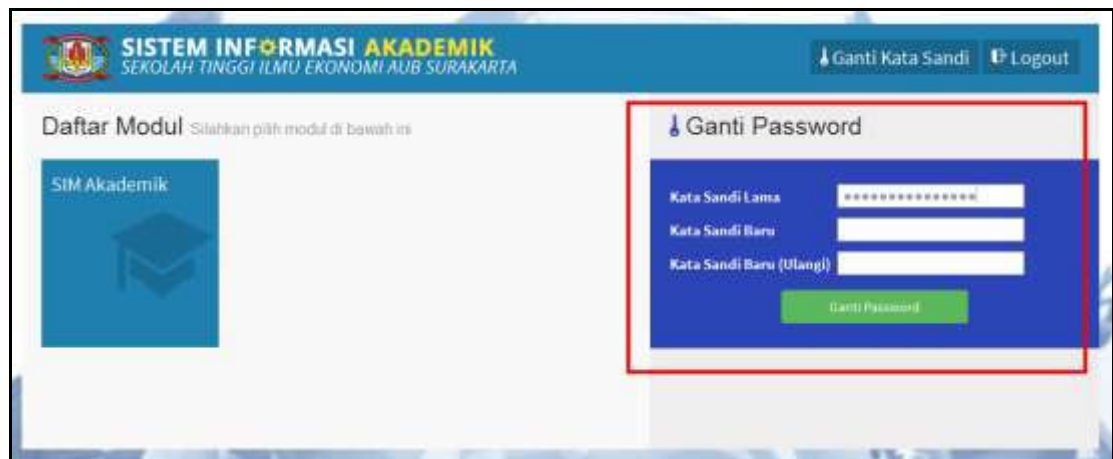 SISTEM INFORMASI AKADEMIK
SEKOLAH TINGGI ILMU EKONOMI AUB SURAKARTA
Ganti Kata Sandi
Logout
Daftar Modul Silahkan pilih modul di bawah ini
Ganti Password
SIM Akademik
Kata Sandi Lama
Kata Sandi Baru
Kata Sandi Baru (Ulangi)
Ganti Password